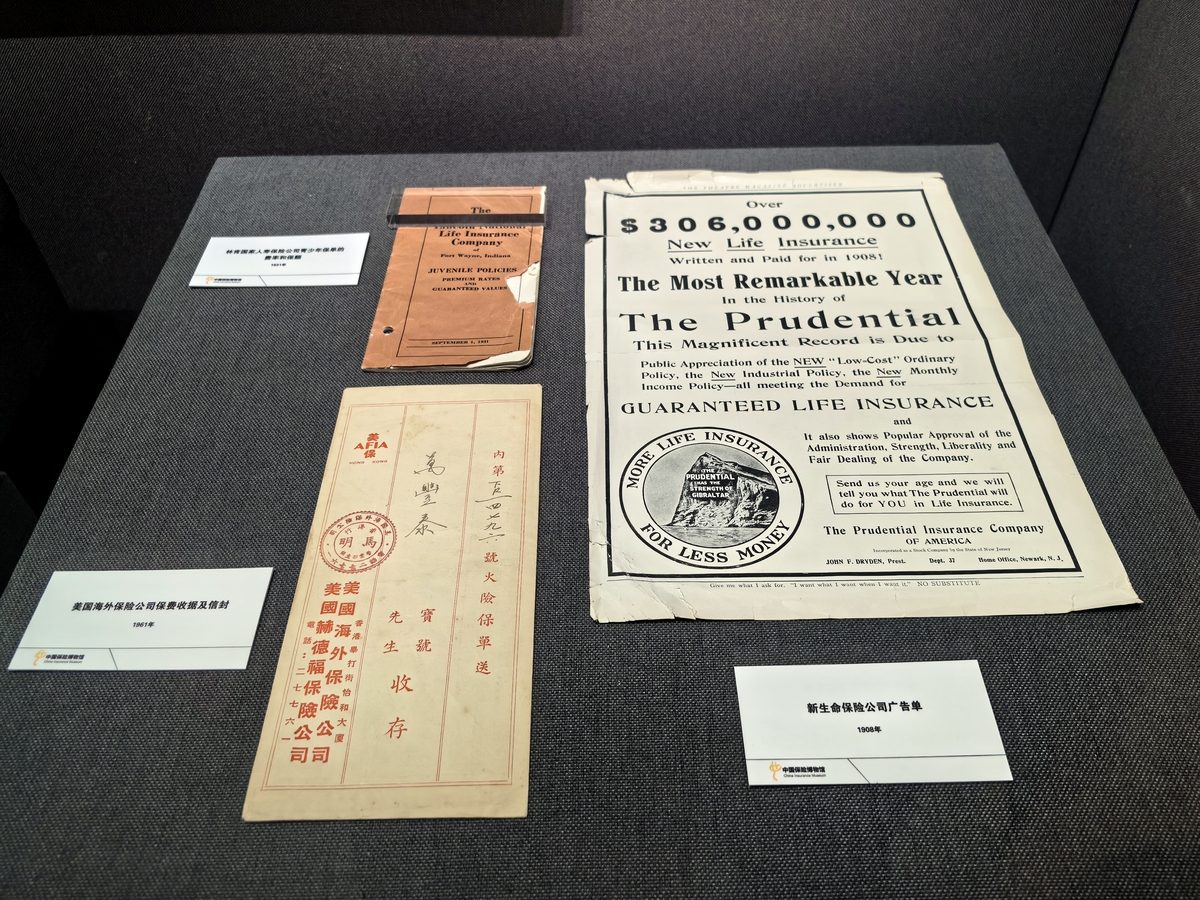 林肯国家人寿保险公司青少年保单的
费率和保额
1921年
中国保险博物馆
The
Lincoln National
Life Insurance
Company
of
Fort Wayne, Indiana
JUVENILE POLICIES
PREMIUM RATES
AND
GUARANTEED VALUES
SEPTEMBER 1, 1921
THE THEATRE MAGAZINE ADVERTISER
Over
$306,000,000
New Life Insurance
Written and Paid for in 1908!
The Most Remarkable Year
In the History of
The Prudential
This Magnificent Record is Due to
Public Appreciation of the NEW "Low-Cost" Ordinary
Policy, the New Industrial Policy, the New Monthly
Income Policy—all meeting the Demand for
GUARANTEED LIFE INSURANCE
and
It also shows Popular Approval of the
Administration, Strength, Liberality and
Fair Dealing of the Company.
MORE LIFE INSURANCE
FOR LESS MONEY
THE
PRUDENTIAL
HAS THE
STRENGTH OF
GIBRALTAR
Send us your age and we will
tell you what The Prudential will
do for YOU in Life Insurance.
The Prudential Insurance Company
OF AMERICA
Incorporated as a Stock Company by the State of New Jersey
JOHN F. DRYDEN, Prest. Dept. 37 Home Office, Newark, N. J.
Give me what I ask for. "I want what I want when I want it." NO SUBSTITUTE
內第 四七九六 號火險保單送
萬豐泰
寶號
先生
收存
美
AFIA
保
HONG KONG
馬明
香港畢打街怡和大廈
美國海外保險公司
美國赫德福保險公司
電話:二七七六一
美国海外保险公司保费收据及信封
1961年
中国保险博物馆
China Insurance Museum
新生命保险公司广告单
1908年
中国保险博物馆
China Insurance Museum